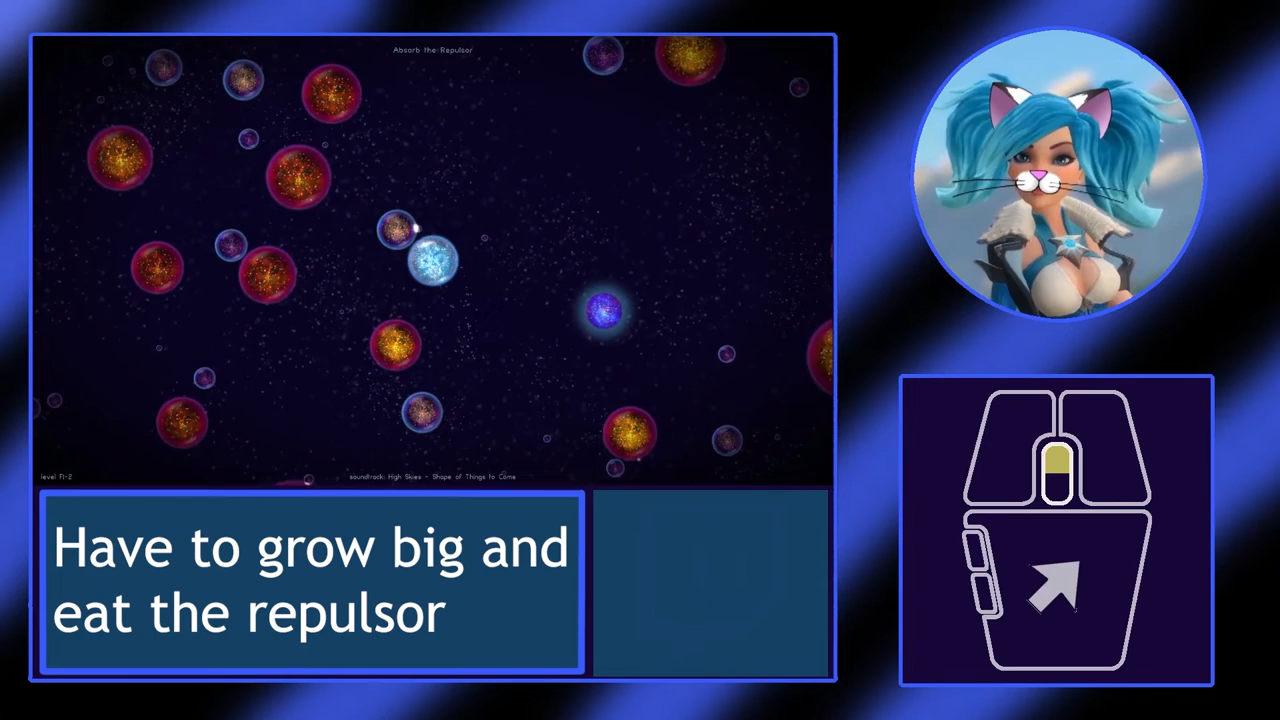 Absorb the Repulsor
level F1-2
soundtrack: High Skies - Shape of Things to Come
Have to grow big and
eat the repulsor